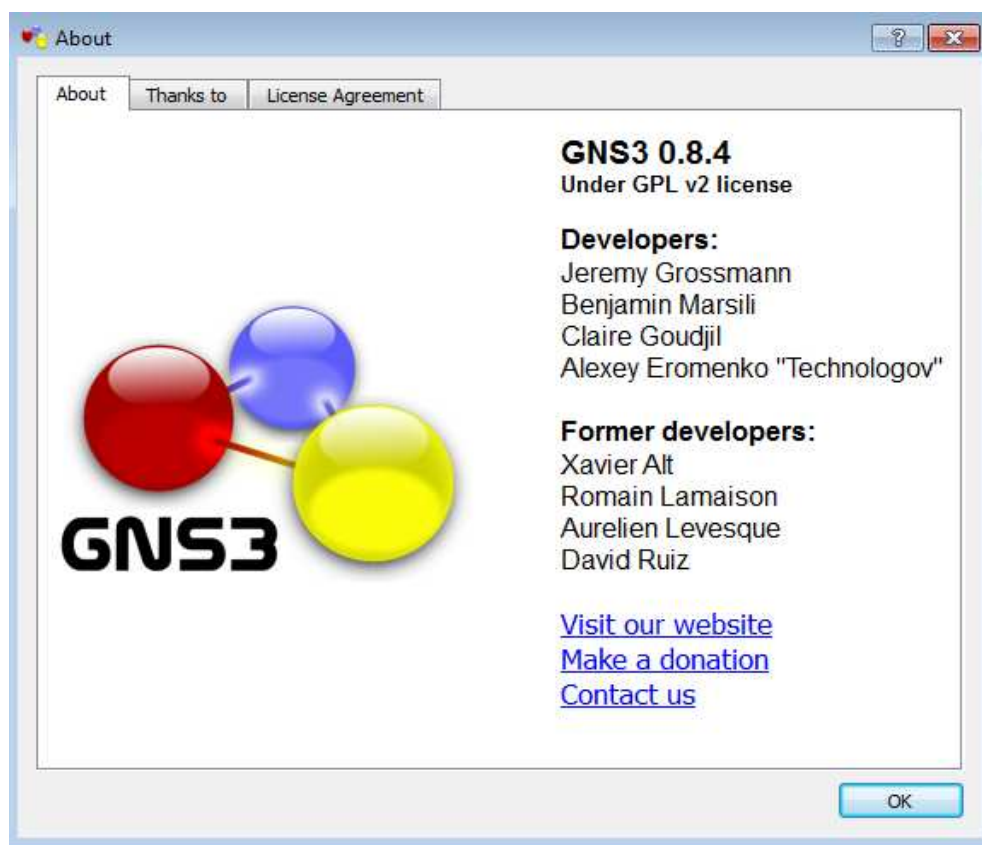 About
About
Thanks to
License Agreement
GNS3 0.8.4
Under GPL v2 license
Developers:
Jeremy Grossmann
Benjamin Marsili
Claire Goudjil
Alexey Eromenko "Technologov"
Former developers:
Xavier Alt
Romain Lamaison
Aurelien Levesque
David Ruiz
Visit our website
Make a donation
Contact us
GNS3
OK